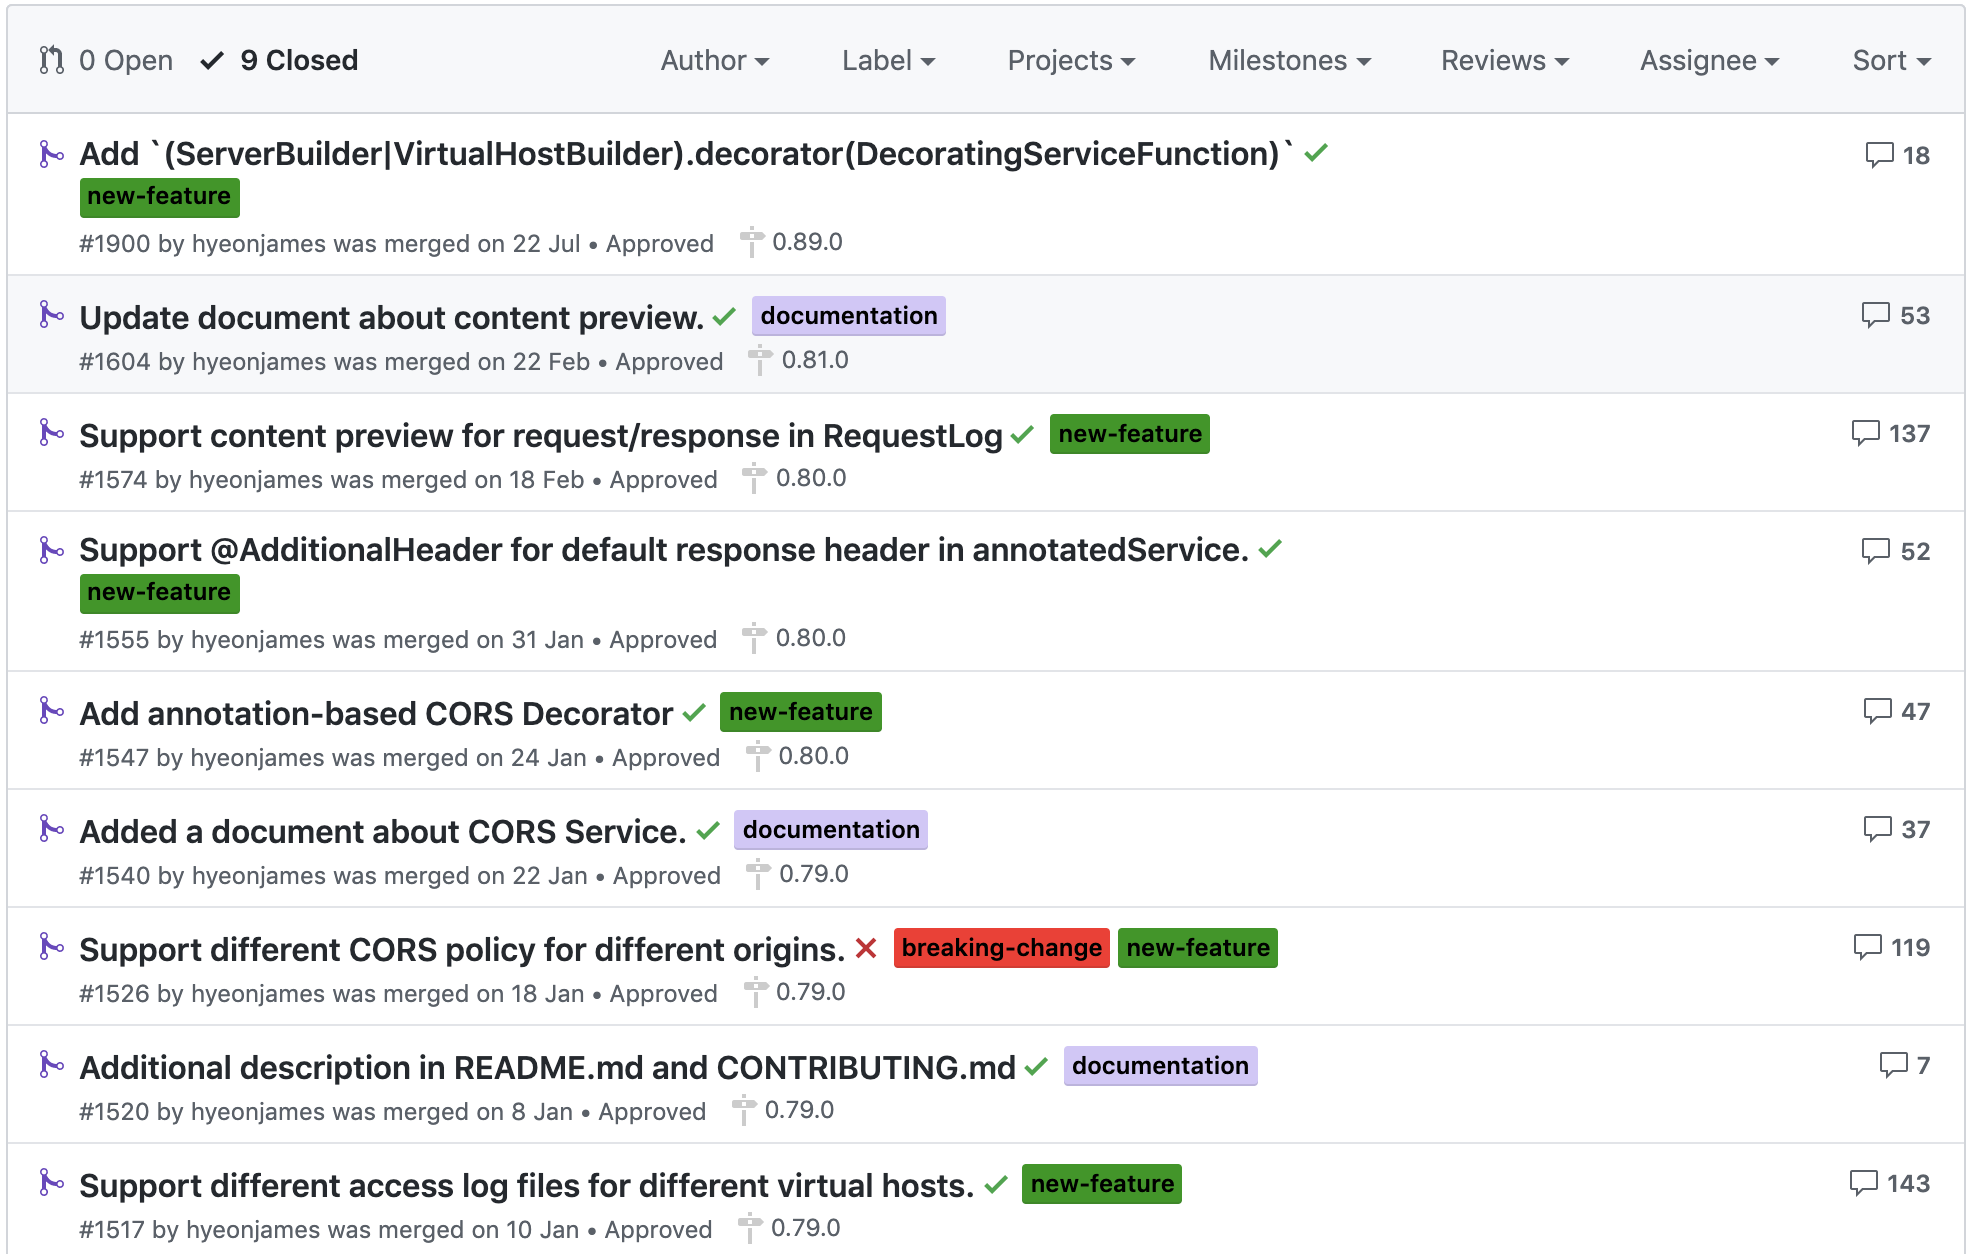 0 Open 9 Closed Author Label Projects Milestones Reviews Assignee Sort
Add `(ServerBuilder|VirtualHostBuilder).decorator(DecoratingServiceFunction)` 18
new-feature
#1900 by hyeonjames was merged on 22 Jul • Approved 0.89.0
Update document about content preview. documentation 53
#1604 by hyeonjames was merged on 22 Feb • Approved 0.81.0
Support content preview for request/response in RequestLog new-feature 137
#1574 by hyeonjames was merged on 18 Feb • Approved 0.80.0
Support @AdditionalHeader for default response header in annotatedService. 52
new-feature
#1555 by hyeonjames was merged on 31 Jan • Approved 0.80.0
Add annotation-based CORS Decorator new-feature 47
#1547 by hyeonjames was merged on 24 Jan • Approved 0.80.0
Added a document about CORS Service. documentation 37
#1540 by hyeonjames was merged on 22 Jan • Approved 0.79.0
Support different CORS policy for different origins. breaking-change new-feature 119
#1526 by hyeonjames was merged on 18 Jan • Approved 0.79.0
Additional description in README.md and CONTRIBUTING.md documentation 7
#1520 by hyeonjames was merged on 8 Jan • Approved 0.79.0
Support different access log files for different virtual hosts. new-feature 143
#1517 by hyeonjames was merged on 10 Jan • Approved 0.79.0